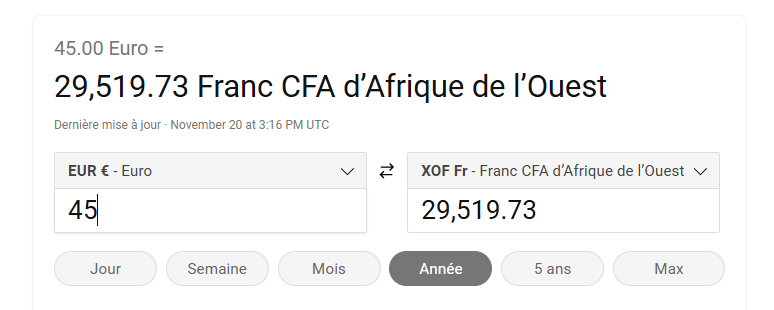 45.00 Euro =
29,519.73 Franc CFA d’Afrique de l’Ouest
Dernière mise à jour · November 20 at 3:16 PM UTC
EUR € - Euro
XOF Fr - Franc CFA d’Afrique de l’Ouest
45
29,519.73
Jour Semaine Mois Année 5 ans Max